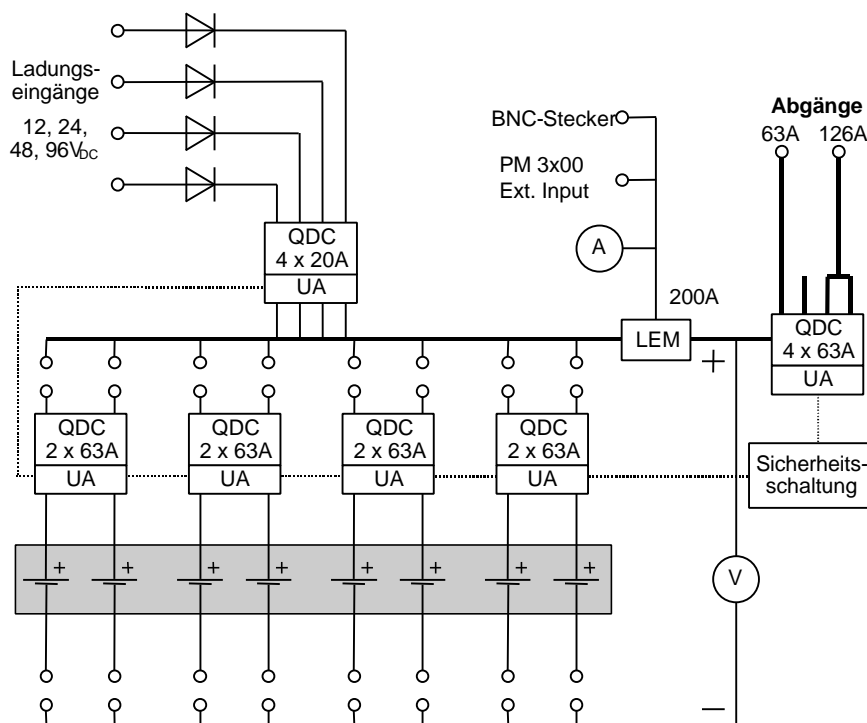 Ladungs-
eingänge
12, 24,
48, 96VDC
BNC-Stecker
PM 3x00
Ext. Input
A
Abgänge
63A 126A
QDC
4 x 20A
UA
200A
LEM
+
QDC
4 x 63A
UA
QDC
2 x 63A
UA
QDC
2 x 63A
UA
QDC
2 x 63A
UA
QDC
2 x 63A
UA
Sicherheits-
schaltung
+ + + + + + + +
V
–